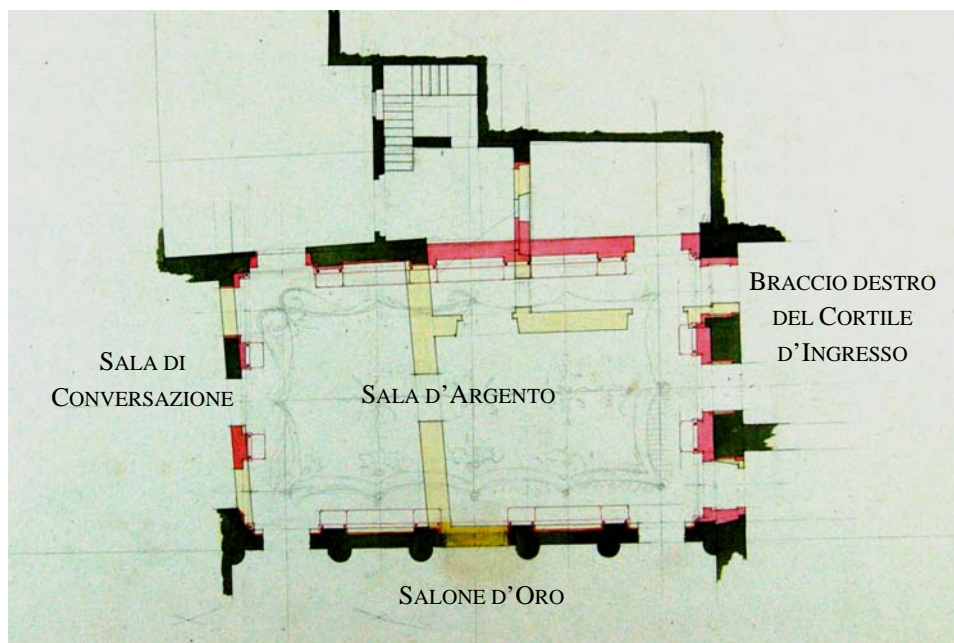 BRACCIO DESTRO
DEL CORTILE
D'INGRESSO
SALA DI
CONVERSAZIONE
SALA D'ARGENTO
SALONE D'ORO